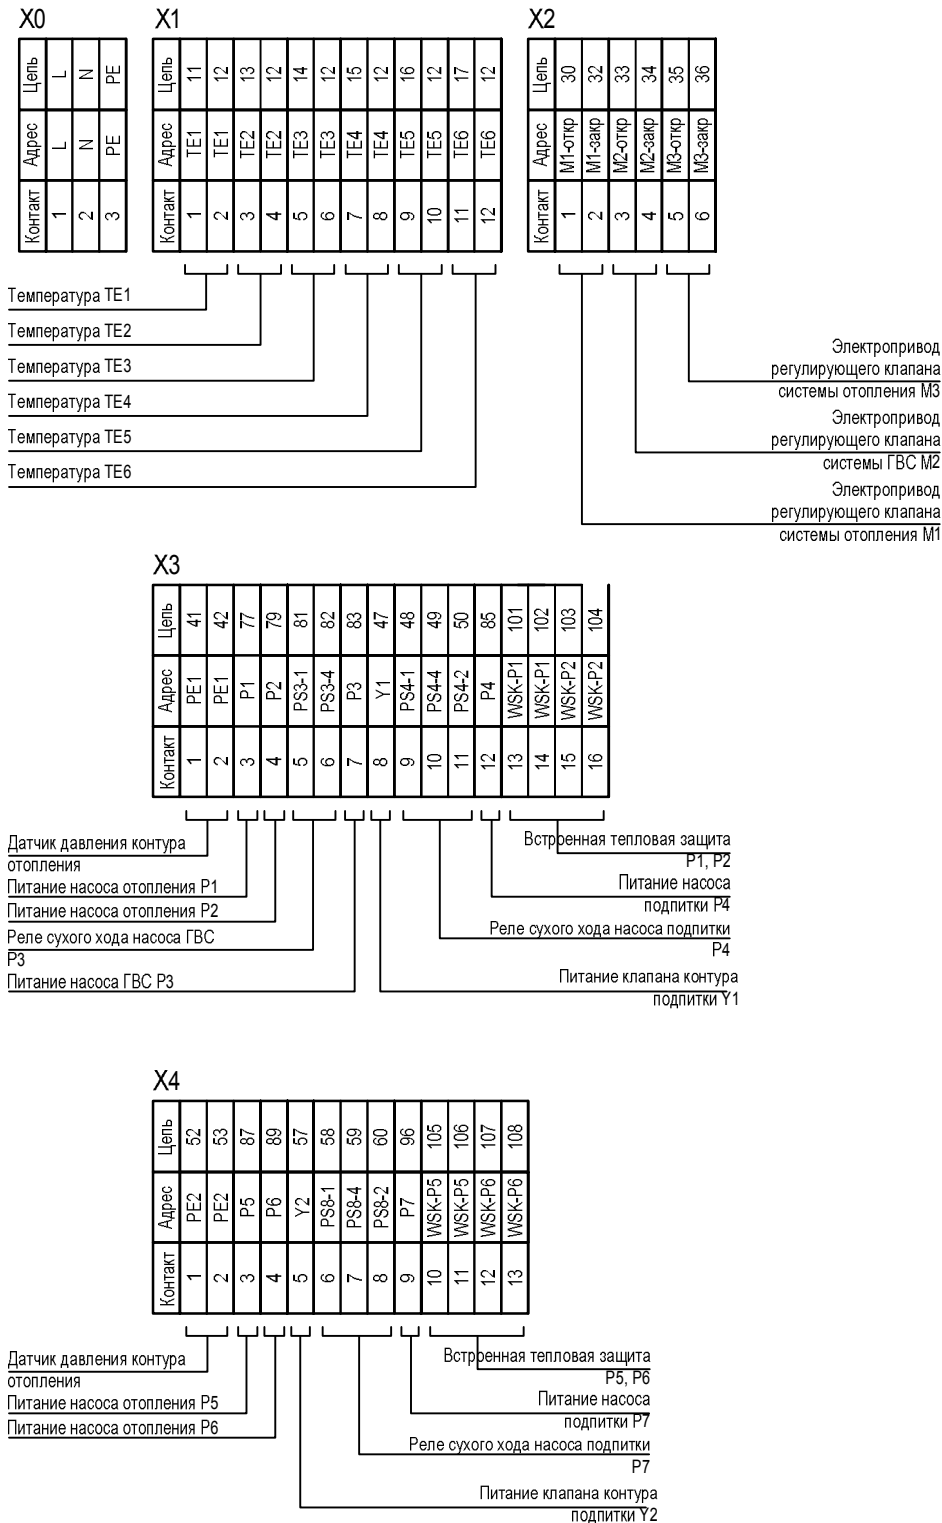 X0
Цепь L N PE
Адрес L N PE
Контакт 1 2 3
X1
Цепь 11 12 13 12 14 12 15 12 16 12 17 12
Адрес TE1 TE1 TE2 TE2 TE3 TE3 TE4 TE4 TE5 TE5 TE6 TE6
Контакт 1 2 3 4 5 6 7 8 9 10 11 12
X2
Цепь 30 32 33 34 35 36
Адрес М1-откр М1-закр М2-откр М2-закр М3-откр М3-закр
Контакт 1 2 3 4 5 6
Температура TE1
Температура TE2
Температура TE3
Температура TE4
Температура TE5
Температура TE6
Электропривод
регулирующего клапана
системы отопления М3
Электропривод
регулирующего клапана
системы ГВС М2
Электропривод
регулирующего клапана
системы отопления М1
X3
Цепь 41 42 77 79 81 82 83 47 48 49 50 85 101 102 103 104
Адрес PE1 PE1 P1 P2 PS3-1 PS3-4 P3 Y1 PS4-1 PS4-4 PS4-2 P4 WSK-P1 WSK-P1 WSK-P2 WSK-P2
Контакт 1 2 3 4 5 6 7 8 9 10 11 12 13 14 15 16
Датчик давления контура
отопления
Питание насоса отопления P1
Питание насоса отопления P2
Реле сухого хода насоса ГВС
P3
Питание насоса ГВС P3
Встроенная тепловая защита
P1, P2
Питание насоса
подпитки P4
Реле сухого хода насоса подпитки
P4
Питание клапана контура
подпитки Y1
X4
Цепь 52 53 87 89 57 58 59 60 96 105 106 107 108
Адрес PE2 PE2 P5 P6 Y2 PS8-1 PS8-4 PS8-2 P7 WSK-P5 WSK-P5 WSK-P6 WSK-P6
Контакт 1 2 3 4 5 6 7 8 9 10 11 12 13
Датчик давления контура
отопления
Питание насоса отопления P5
Питание насоса отопления P6
Встроенная тепловая защита
P5, P6
Питание насоса
подпитки P7
Реле сухого хода насоса подпитки
P7
Питание клапана контура
подпитки Y2